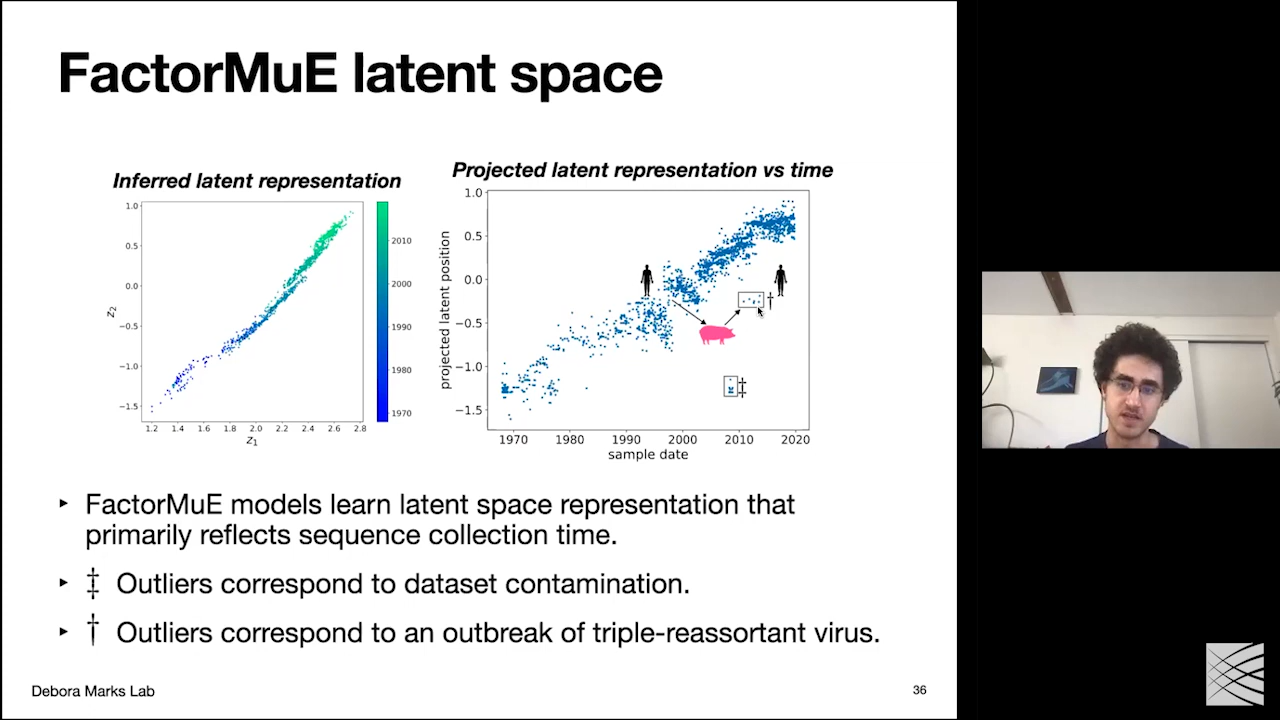 FactorMuE latent space
Inferred latent representation
1.0
0.5
0.0
−0.5
−1.0
−1.5
z2
1.2 1.4 1.6 1.8 2.0 2.2 2.4 2.6 2.8
z1
2010
2000
1990
1980
1970
Projected latent representation vs time
1.0
0.5
0.0
−0.5
−1.0
−1.5
projected latent position
†
‡
1970 1980 1990 2000 2010 2020
sample date
‣ FactorMuE models learn latent space representation that
primarily reflects sequence collection time.
‣ ‡ Outliers correspond to dataset contamination.
‣ † Outliers correspond to an outbreak of triple-reassortant virus.
Debora Marks Lab
36